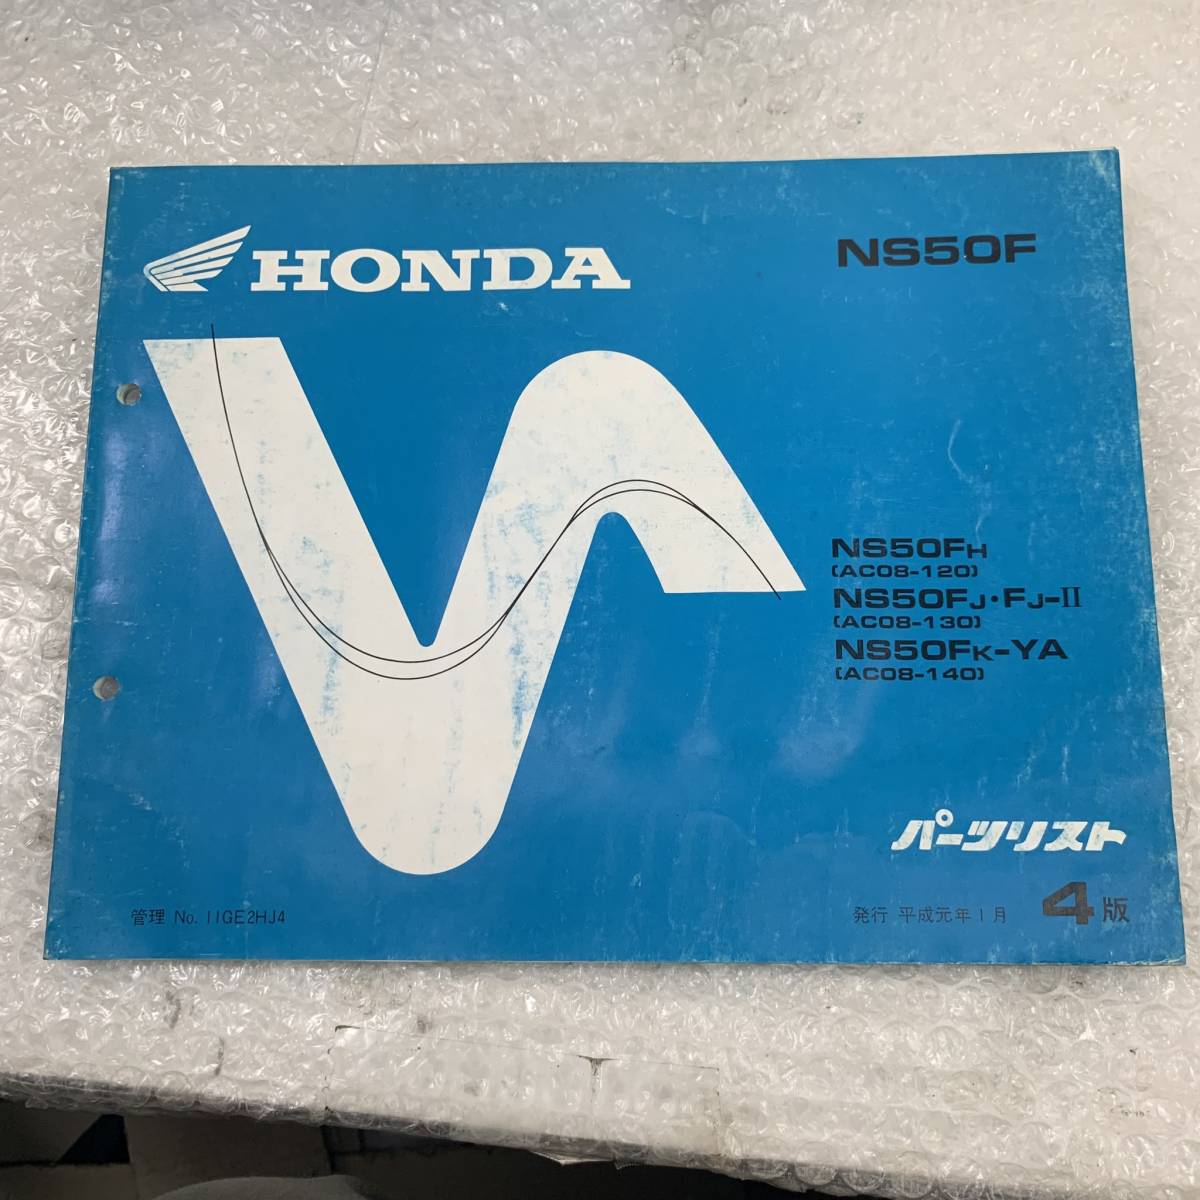 HONDA
NS50F
NS50FH
(AC08-120)
NS50FJ・FJ-II
(AC08-130)
NS50FK-YA
(AC08-140)
パーツリスト
管理 No. 11GE2HJ4
発行 平成元年1月 4版